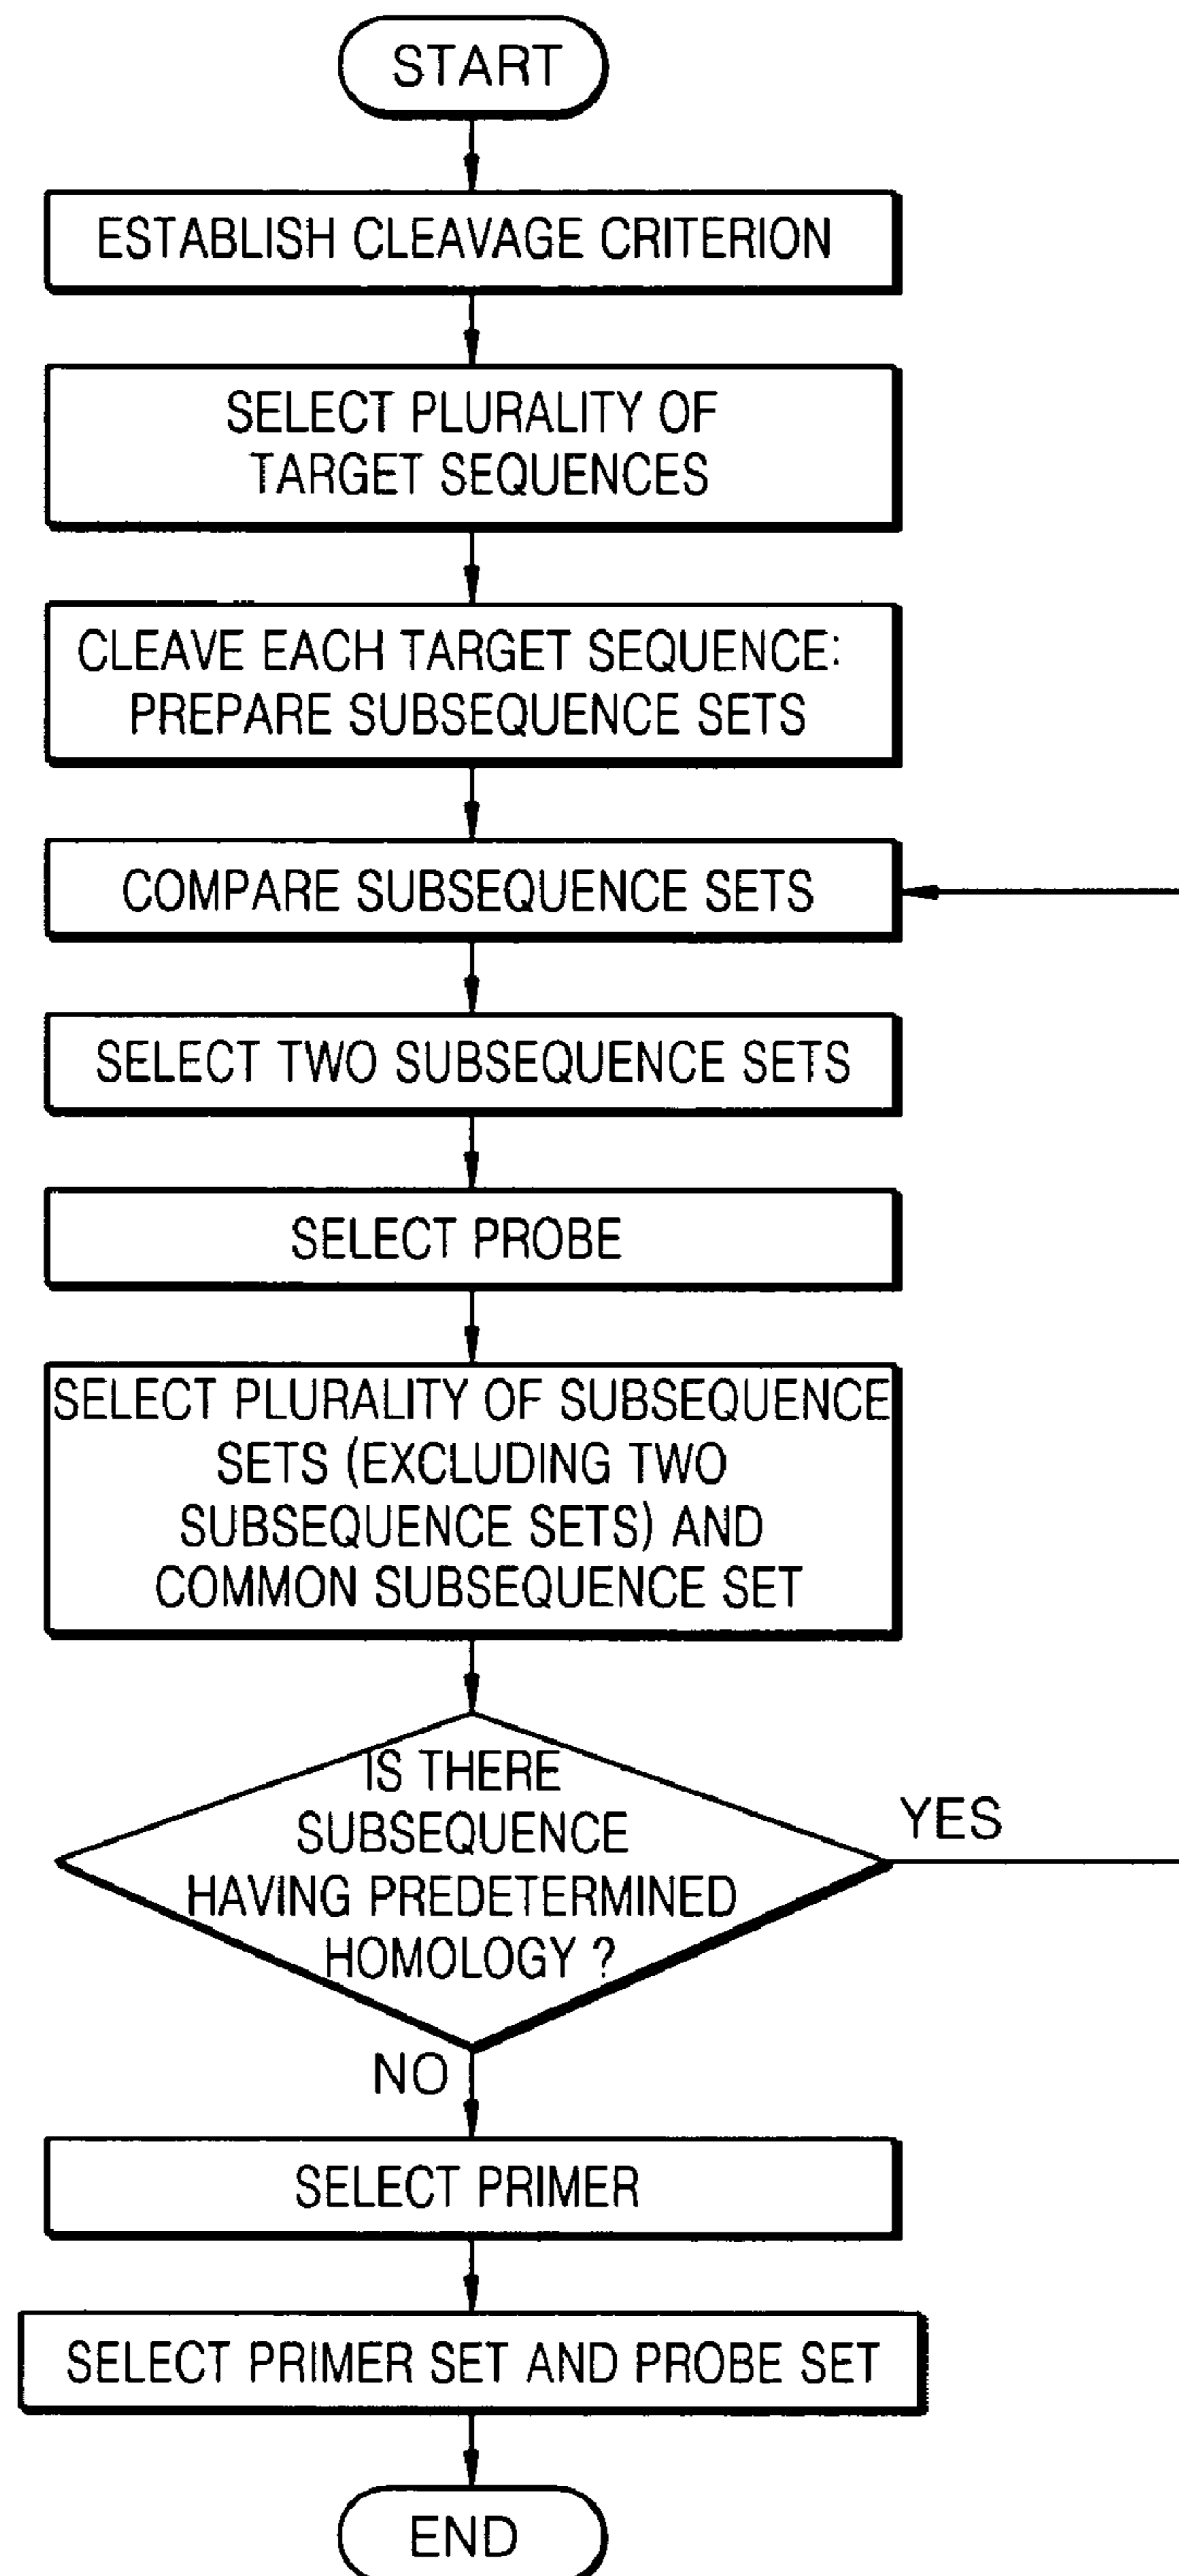 START
ESTABLISH CLEAVAGE CRITERION
SELECT PLURALITY OF
TARGET SEQUENCES
CLEAVE EACH TARGET SEQUENCE:
PREPARE SUBSEQUENCE SETS
COMPARE SUBSEQUENCE SETS
SELECT TWO SUBSEQUENCE SETS
SELECT PROBE
SELECT PLURALITY OF SUBSEQUENCE
SETS (EXCLUDING TWO
SUBSEQUENCE SETS) AND
COMMON SUBSEQUENCE SET
IS THERE
SUBSEQUENCE
HAVING PREDETERMINED
HOMOLOGY ?
YES
NO
SELECT PRIMER
SELECT PRIMER SET AND PROBE SET
END